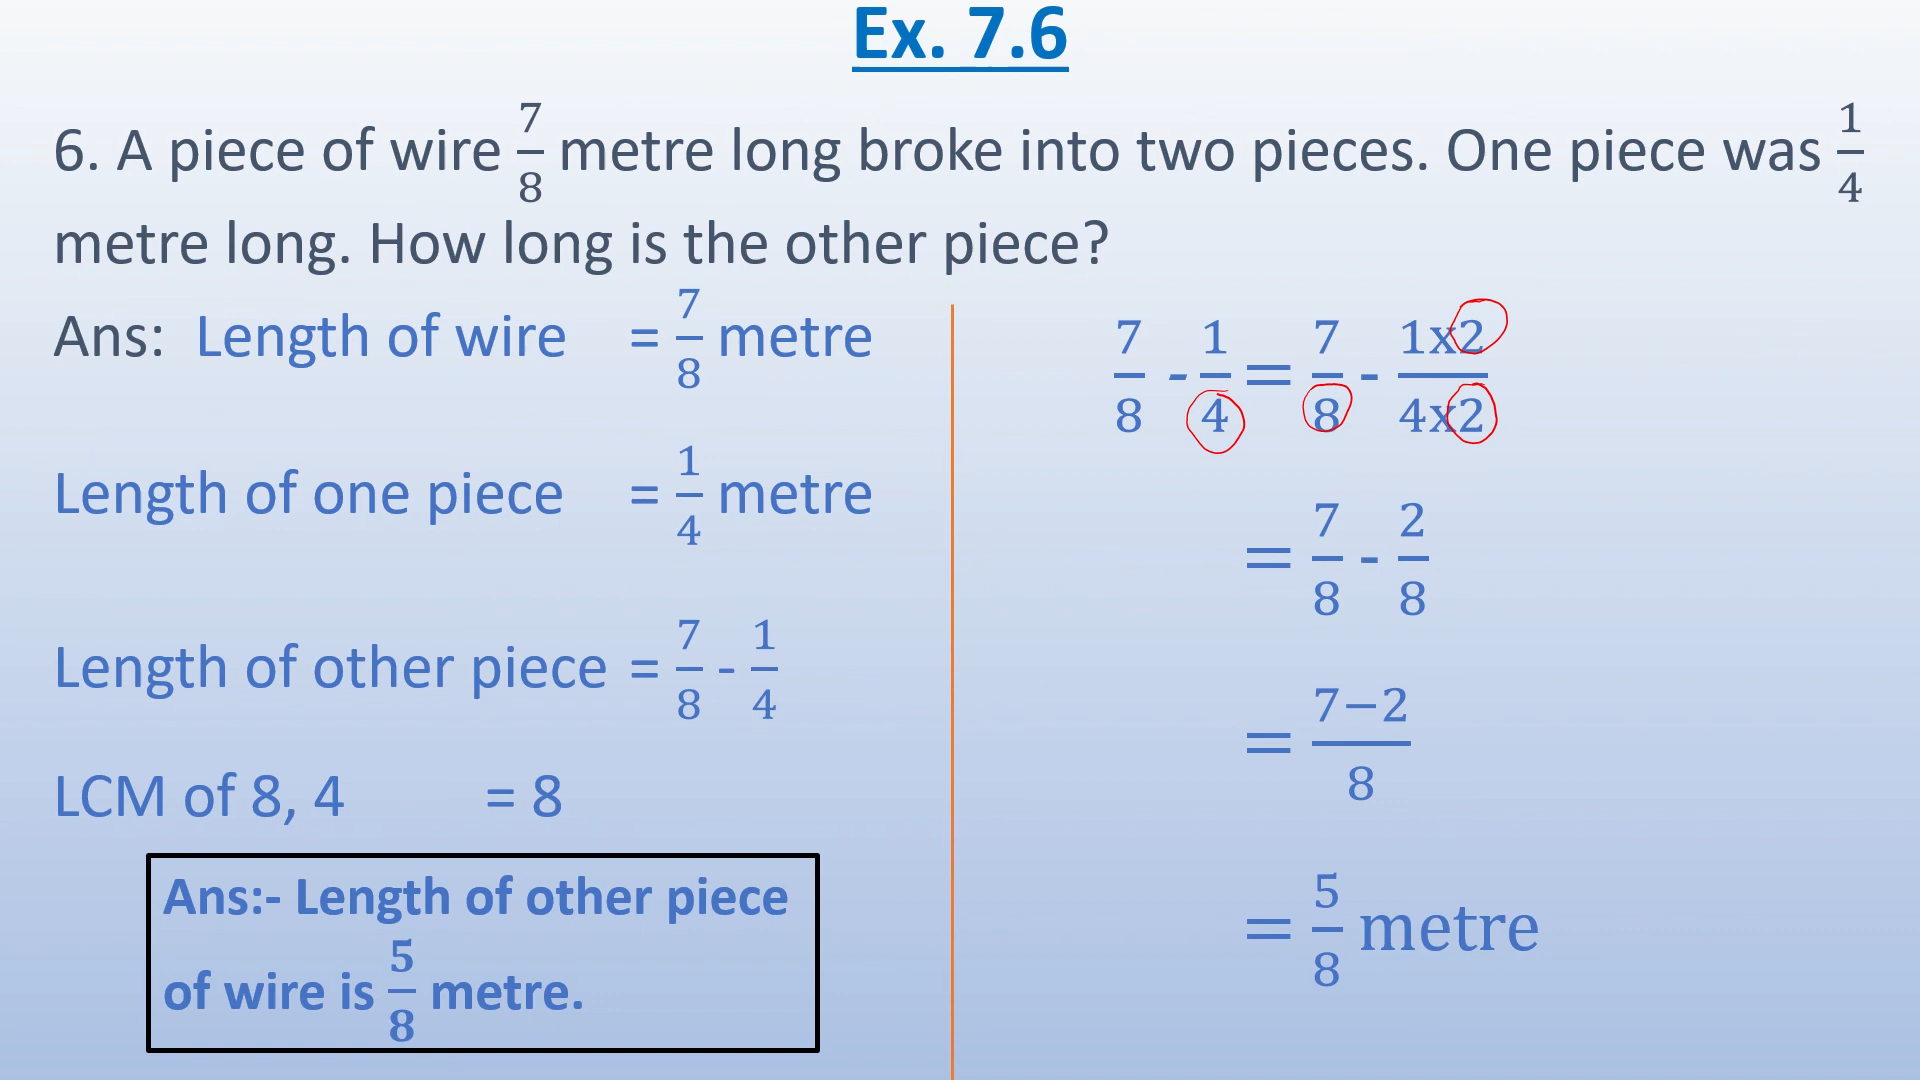 Ex. 7.6
6. A piece of wire 7/8 metre long broke into two pieces. One piece was 1/4
metre long. How long is the other piece?
Ans: Length of wire = 7/8 metre
Length of one piece = 1/4 metre
Length of other piece = 7/8 - 1/4
LCM of 8, 4 = 8
Ans:- Length of other piece
of wire is 5/8 metre.
7/8 - 1/4 = 7/8 - 1x2/4x2
= 7/8 - 2/8
= 7−2/8
= 5/8 metre